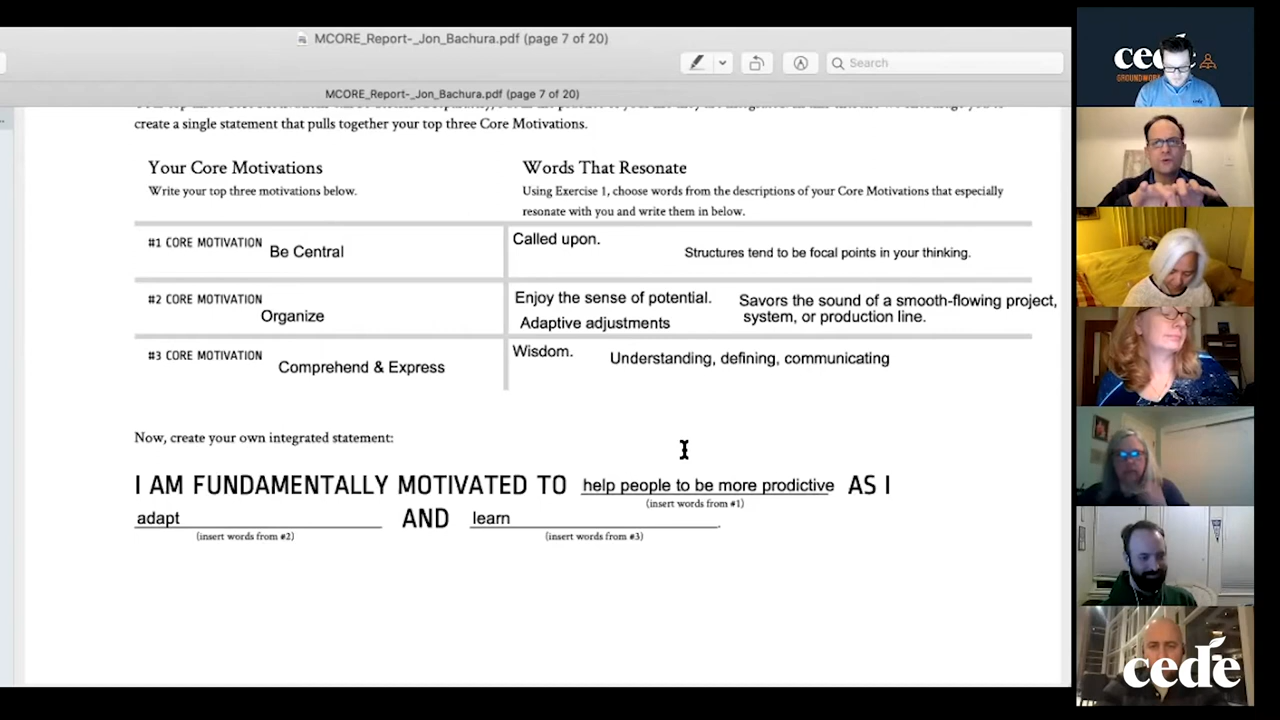 MCORE_Report-_Jon_Bachura.pdf (page 7 of 20)
Search
MCORE_Report-_Jon_Bachura.pdf (page 7 of 20)
create a single statement that pulls together your top three Core Motivations.
Your Core Motivations
Write your top three motivations below.
Words That Resonate
Using Exercise 1, choose words from the descriptions of your Core Motivations that especially
resonate with you and write them in below.
#1 CORE MOTIVATION Be Central
Called upon.
Structures tend to be focal points in your thinking.
#2 CORE MOTIVATION
Organize
Enjoy the sense of potential.
Adaptive adjustments
Savors the sound of a smooth-flowing project,
system, or production line.
#3 CORE MOTIVATION
Comprehend & Express
Wisdom.
Understanding, defining, communicating
Now, create your own integrated statement:
I AM FUNDAMENTALLY MOTIVATED TO help people to be more prodictive AS I
(insert words from #1)
adapt AND learn
(insert words from #2) (insert words from #3)
cede
cede